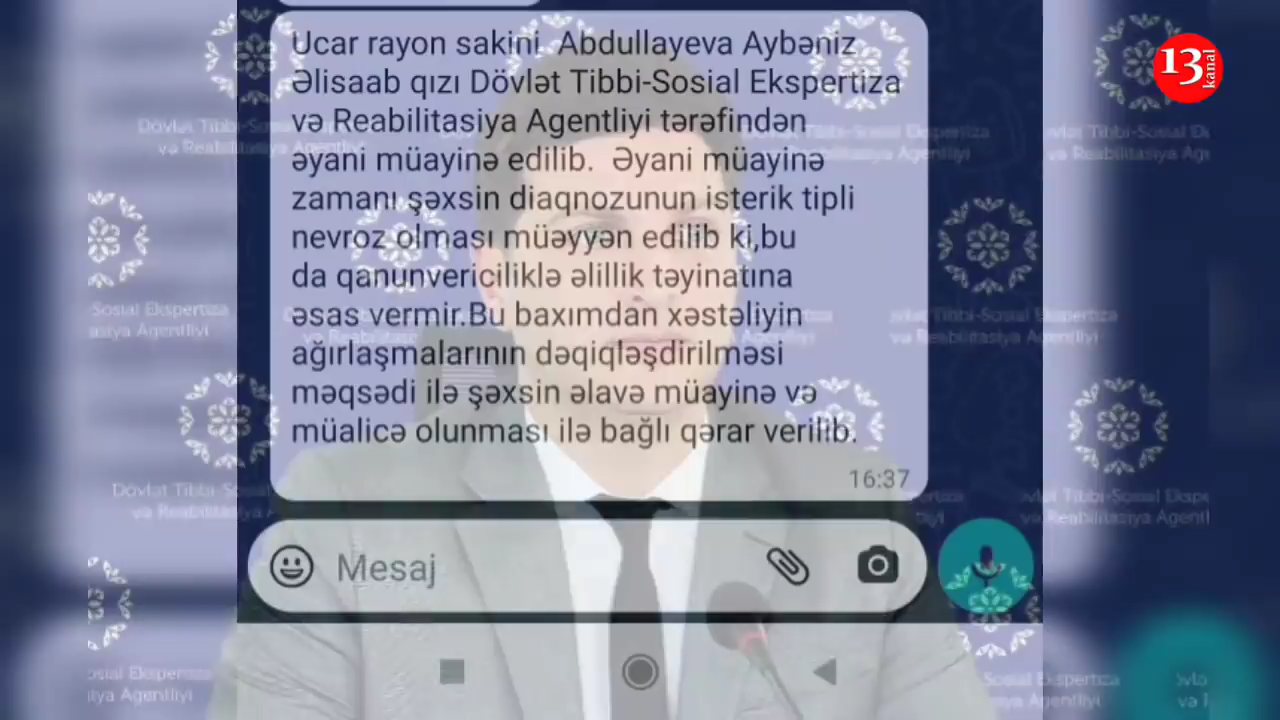 Ucar rayon sakini Abdullayeva Aybəniz
Əlisaab qızı Dövlət Tibbi-Sosial Ekspertiza
və Reabilitasiya Agentliyi tərəfindən
əyani müayinə edilib. Əyani müayinə
zamanı şəxsin diaqnozunun isterik tipli
nevroz olması müəyyən edilib ki,bu
da qanunvericiliklə əlillik təyinatına
əsas vermir.Bu baxımdan xəstəliyin
ağırlaşmalarının dəqiqləşdirilməsi
məqsədi ilə şəxsin əlavə müayinə və
müalicə olunması ilə bağlı qərar verilib.
16:37
Mesaj
13 kanal
Sosial Ekspertiza
Dövlət Tibbi-Sosial
və Reabilitasiya Agentliyi